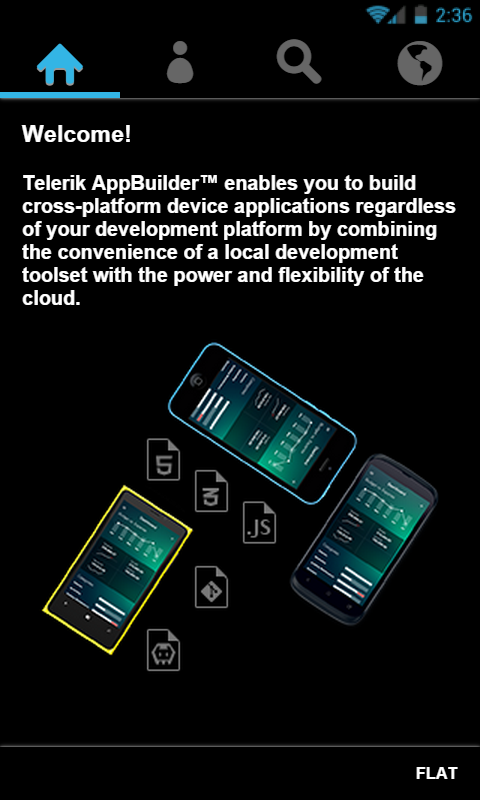 2:36
Welcome!
Telerik AppBuilder™ enables you to build
cross-platform device applications regardless
of your development platform by combining
the convenience of a local development
toolset with the power and flexibility of the
cloud.
5
3
.JS
FLAT